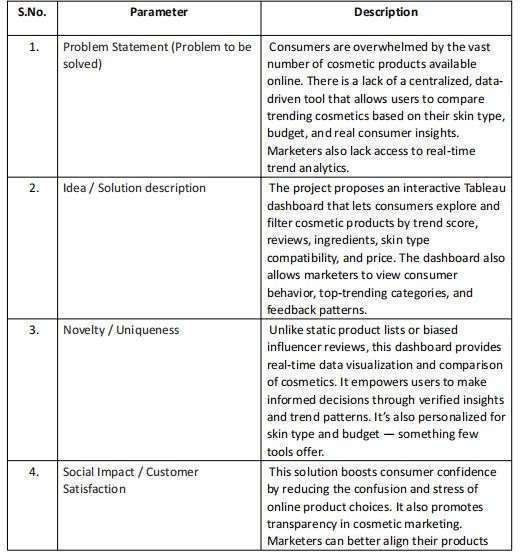 S.No. Parameter Description
1. Problem Statement (Problem to be solved) Consumers are overwhelmed by the vast
number of cosmetic products available
online. There is a lack of a centralized, data-
driven tool that allows users to compare
trending cosmetics based on their skin type,
budget, and real consumer insights.
Marketers also lack access to real-time
trend analytics.
2. Idea / Solution description The project proposes an interactive Tableau
dashboard that lets consumers explore and
filter cosmetic products by trend score,
reviews, ingredients, skin type
compatibility, and price. The dashboard also
allows marketers to view consumer
behavior, top-trending categories, and
feedback patterns.
3. Novelty / Uniqueness Unlike static product lists or biased
influencer reviews, this dashboard provides
real-time data visualization and comparison
of cosmetics. It empowers users to make
informed decisions through verified insights
and trend patterns. It’s also personalized for
skin type and budget — something few
tools offer.
4. Social Impact / Customer Satisfaction This solution boosts consumer confidence
by reducing the confusion and stress of
online product choices. It also promotes
transparency in cosmetic marketing.
Marketers can better align their products